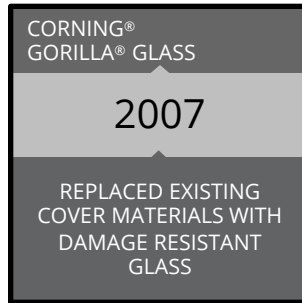 CORNING®
GORILLA® GLASS
2007
REPLACED EXISTING
COVER MATERIALS WITH
DAMAGE RESISTANT
GLASS